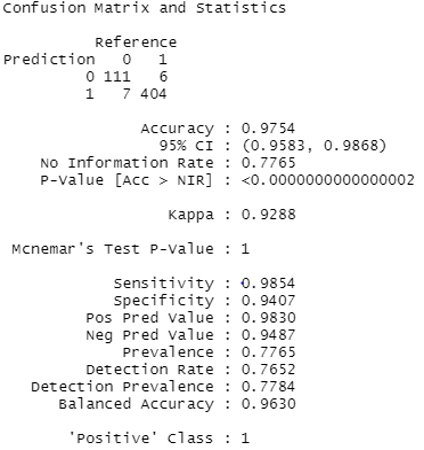 Confusion Matrix and Statistics
Reference
Prediction 0 1
0 111 6
1 7 404
Accuracy : 0.9754
95% CI : (0.9583, 0.9868)
No Information Rate : 0.7765
P-Value [Acc > NIR] : <0.0000000000000002
Kappa : 0.9288
Mcnemar's Test P-Value : 1
Sensitivity : 0.9854
Specificity : 0.9407
Pos Pred Value : 0.9830
Neg Pred Value : 0.9487
Prevalence : 0.7765
Detection Rate : 0.7652
Detection Prevalence : 0.7784
Balanced Accuracy : 0.9630
'Positive' Class : 1